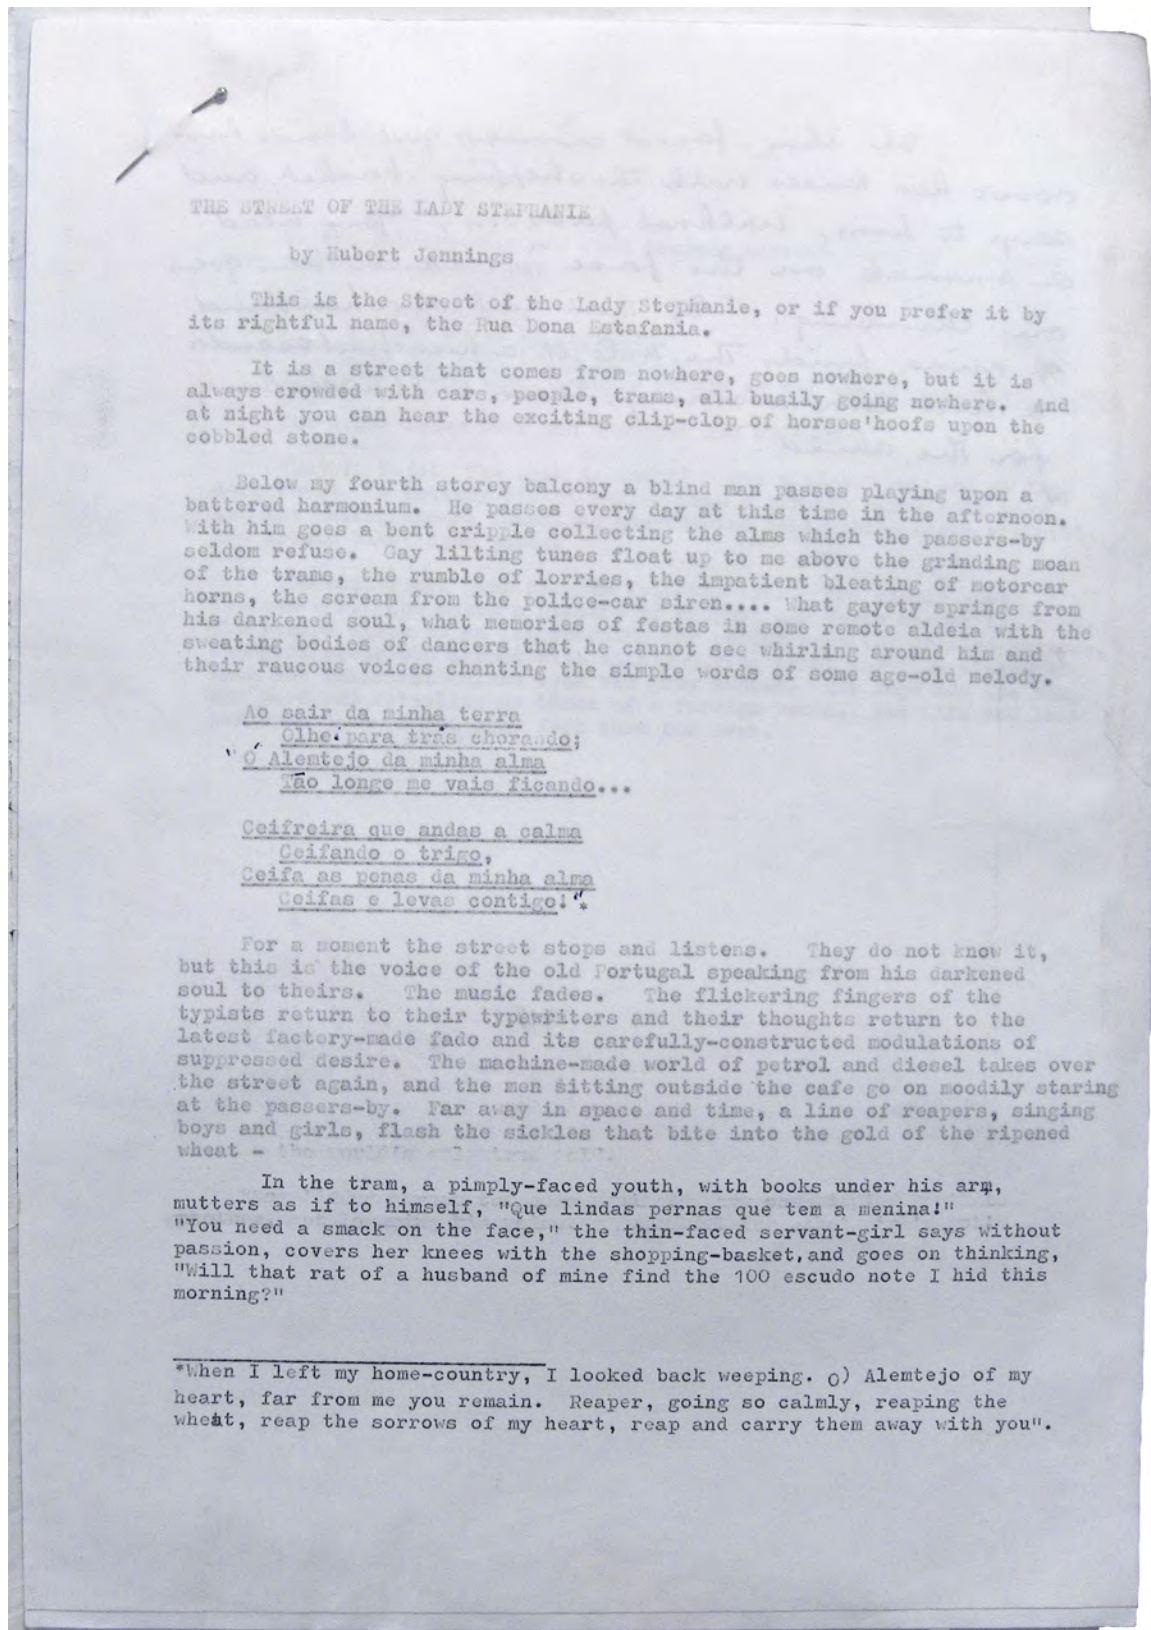 THE STREET OF THE LADY STEPHANIE
by Hubert Jennings
This is the Street of the Lady Stephanie, or if you prefer it by
its rightful name, the Rua Dona Estafania.
It is a street that comes from nowhere, goes nowhere, but it is
always crowded with cars, people, trams, all busily going nowhere. And
at night you can hear the exciting clip-clop of horses'hoofs upon the
cobbled stone.
Below my fourth storey balcony a blind man passes playing upon a
battered harmonium. He passes every day at this time in the afternoon.
With him goes a bent cripple collecting the alms which the passers-by
seldom refuse. Gay lilting tunes float up to me above the grinding moan
of the trams, the rumble of lorries, the impatient bleating of motorcar
horns, the scream from the police-car siren.... What gayety springs from
his darkened soul, what memories of festas in some remote aldeia with the
sweating bodies of dancers that he cannot see whirling around him and
their raucous voices chanting the simple words of some age-old melody.
Ao sair da minha terra
Olhei para trás chorando;
"Ó Alemtejo da minha alma
Tão longe me vais ficando...
Ceifreira que andas a calma
Ceifando o trigo,
Ceifa as penas da minha alma
Ceifas e levas contigo!"*
For a moment the street stops and listens. They do not know it,
but this is the voice of the old Portugal speaking from his darkened
soul to theirs. The music fades. The flickering fingers of the
typists return to their typewriters and their thoughts return to the
latest factory-made fado and its carefully-constructed modulations of
suppressed desire. The machine-made world of petrol and diesel takes over
the street again, and the men sitting outside the cafe go on moodily staring
at the passers-by. Far away in space and time, a line of reapers, singing
boys and girls, flash the sickles that bite into the gold of the ripened
wheat - the world's only true gold.
In the tram, a pimply-faced youth, with books under his arm,
mutters as if to himself, "Que lindas pernas que tem a menina!"
"You need a smack on the face," the thin-faced servant-girl says without
passion, covers her knees with the shopping-basket, and goes on thinking,
"Will that rat of a husband of mine find the 100 escudo note I hid this
morning?"
*When I left my home-country, I looked back weeping. O) Alemtejo of my
heart, far from me you remain. Reaper, going so calmly, reaping the
wheat, reap the sorrows of my heart, reap and carry them away with you".